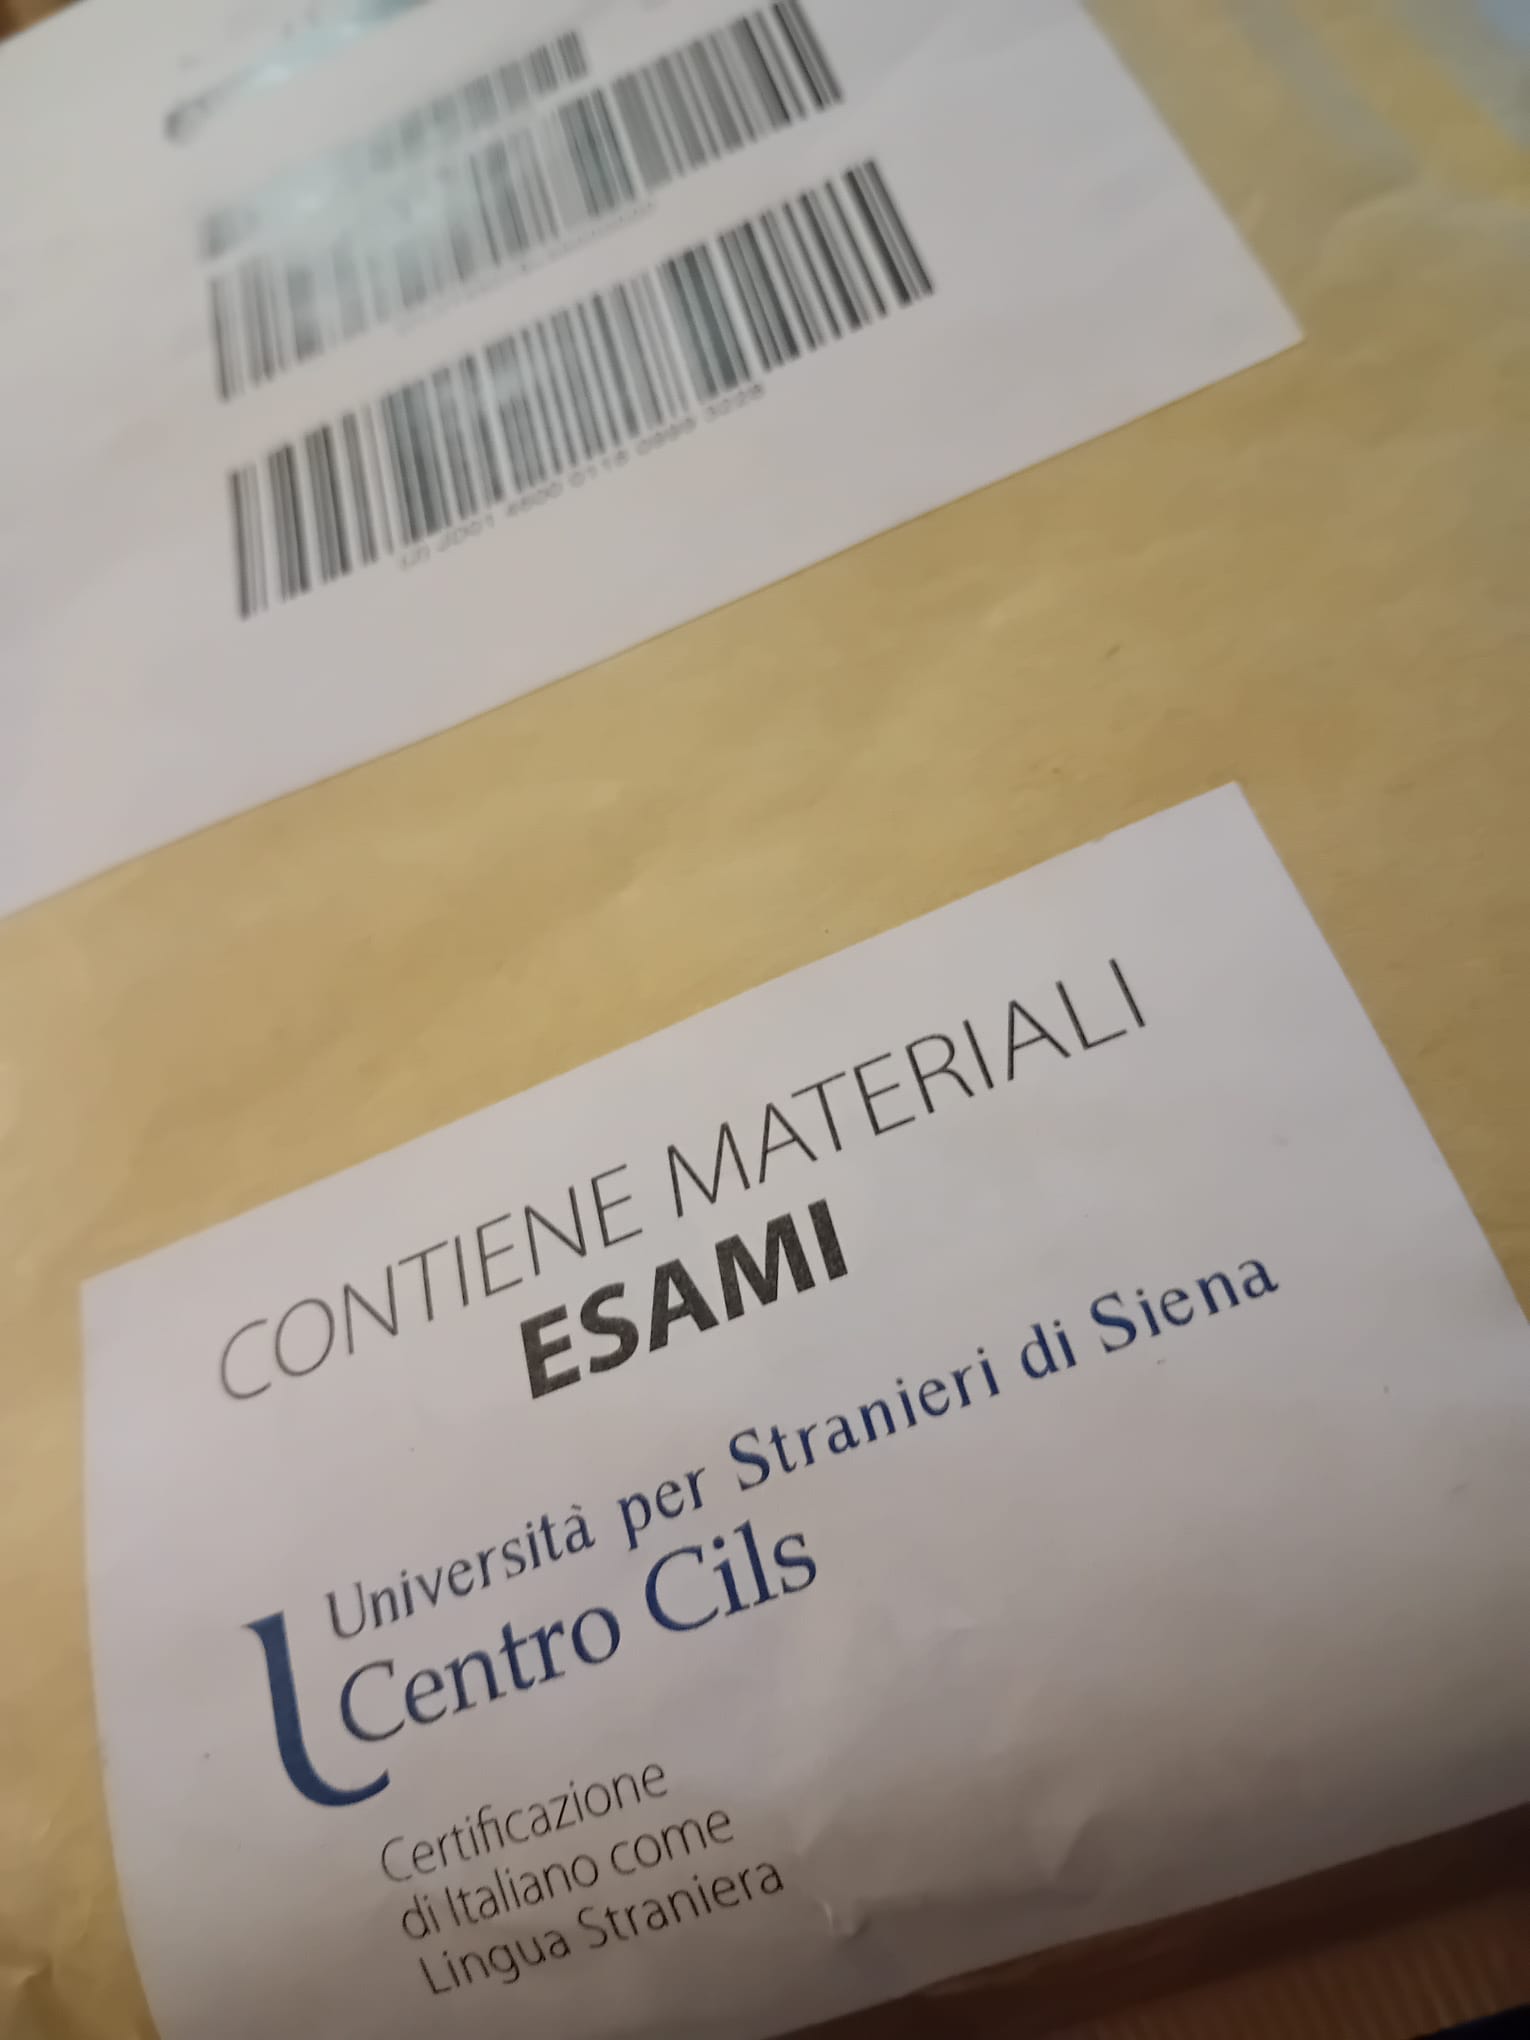 CONTIENE MATERIALI
ESAMI
Università per Stranieri di Siena
Centro Cils
Certificazione
di Italiano come
Lingua Straniera